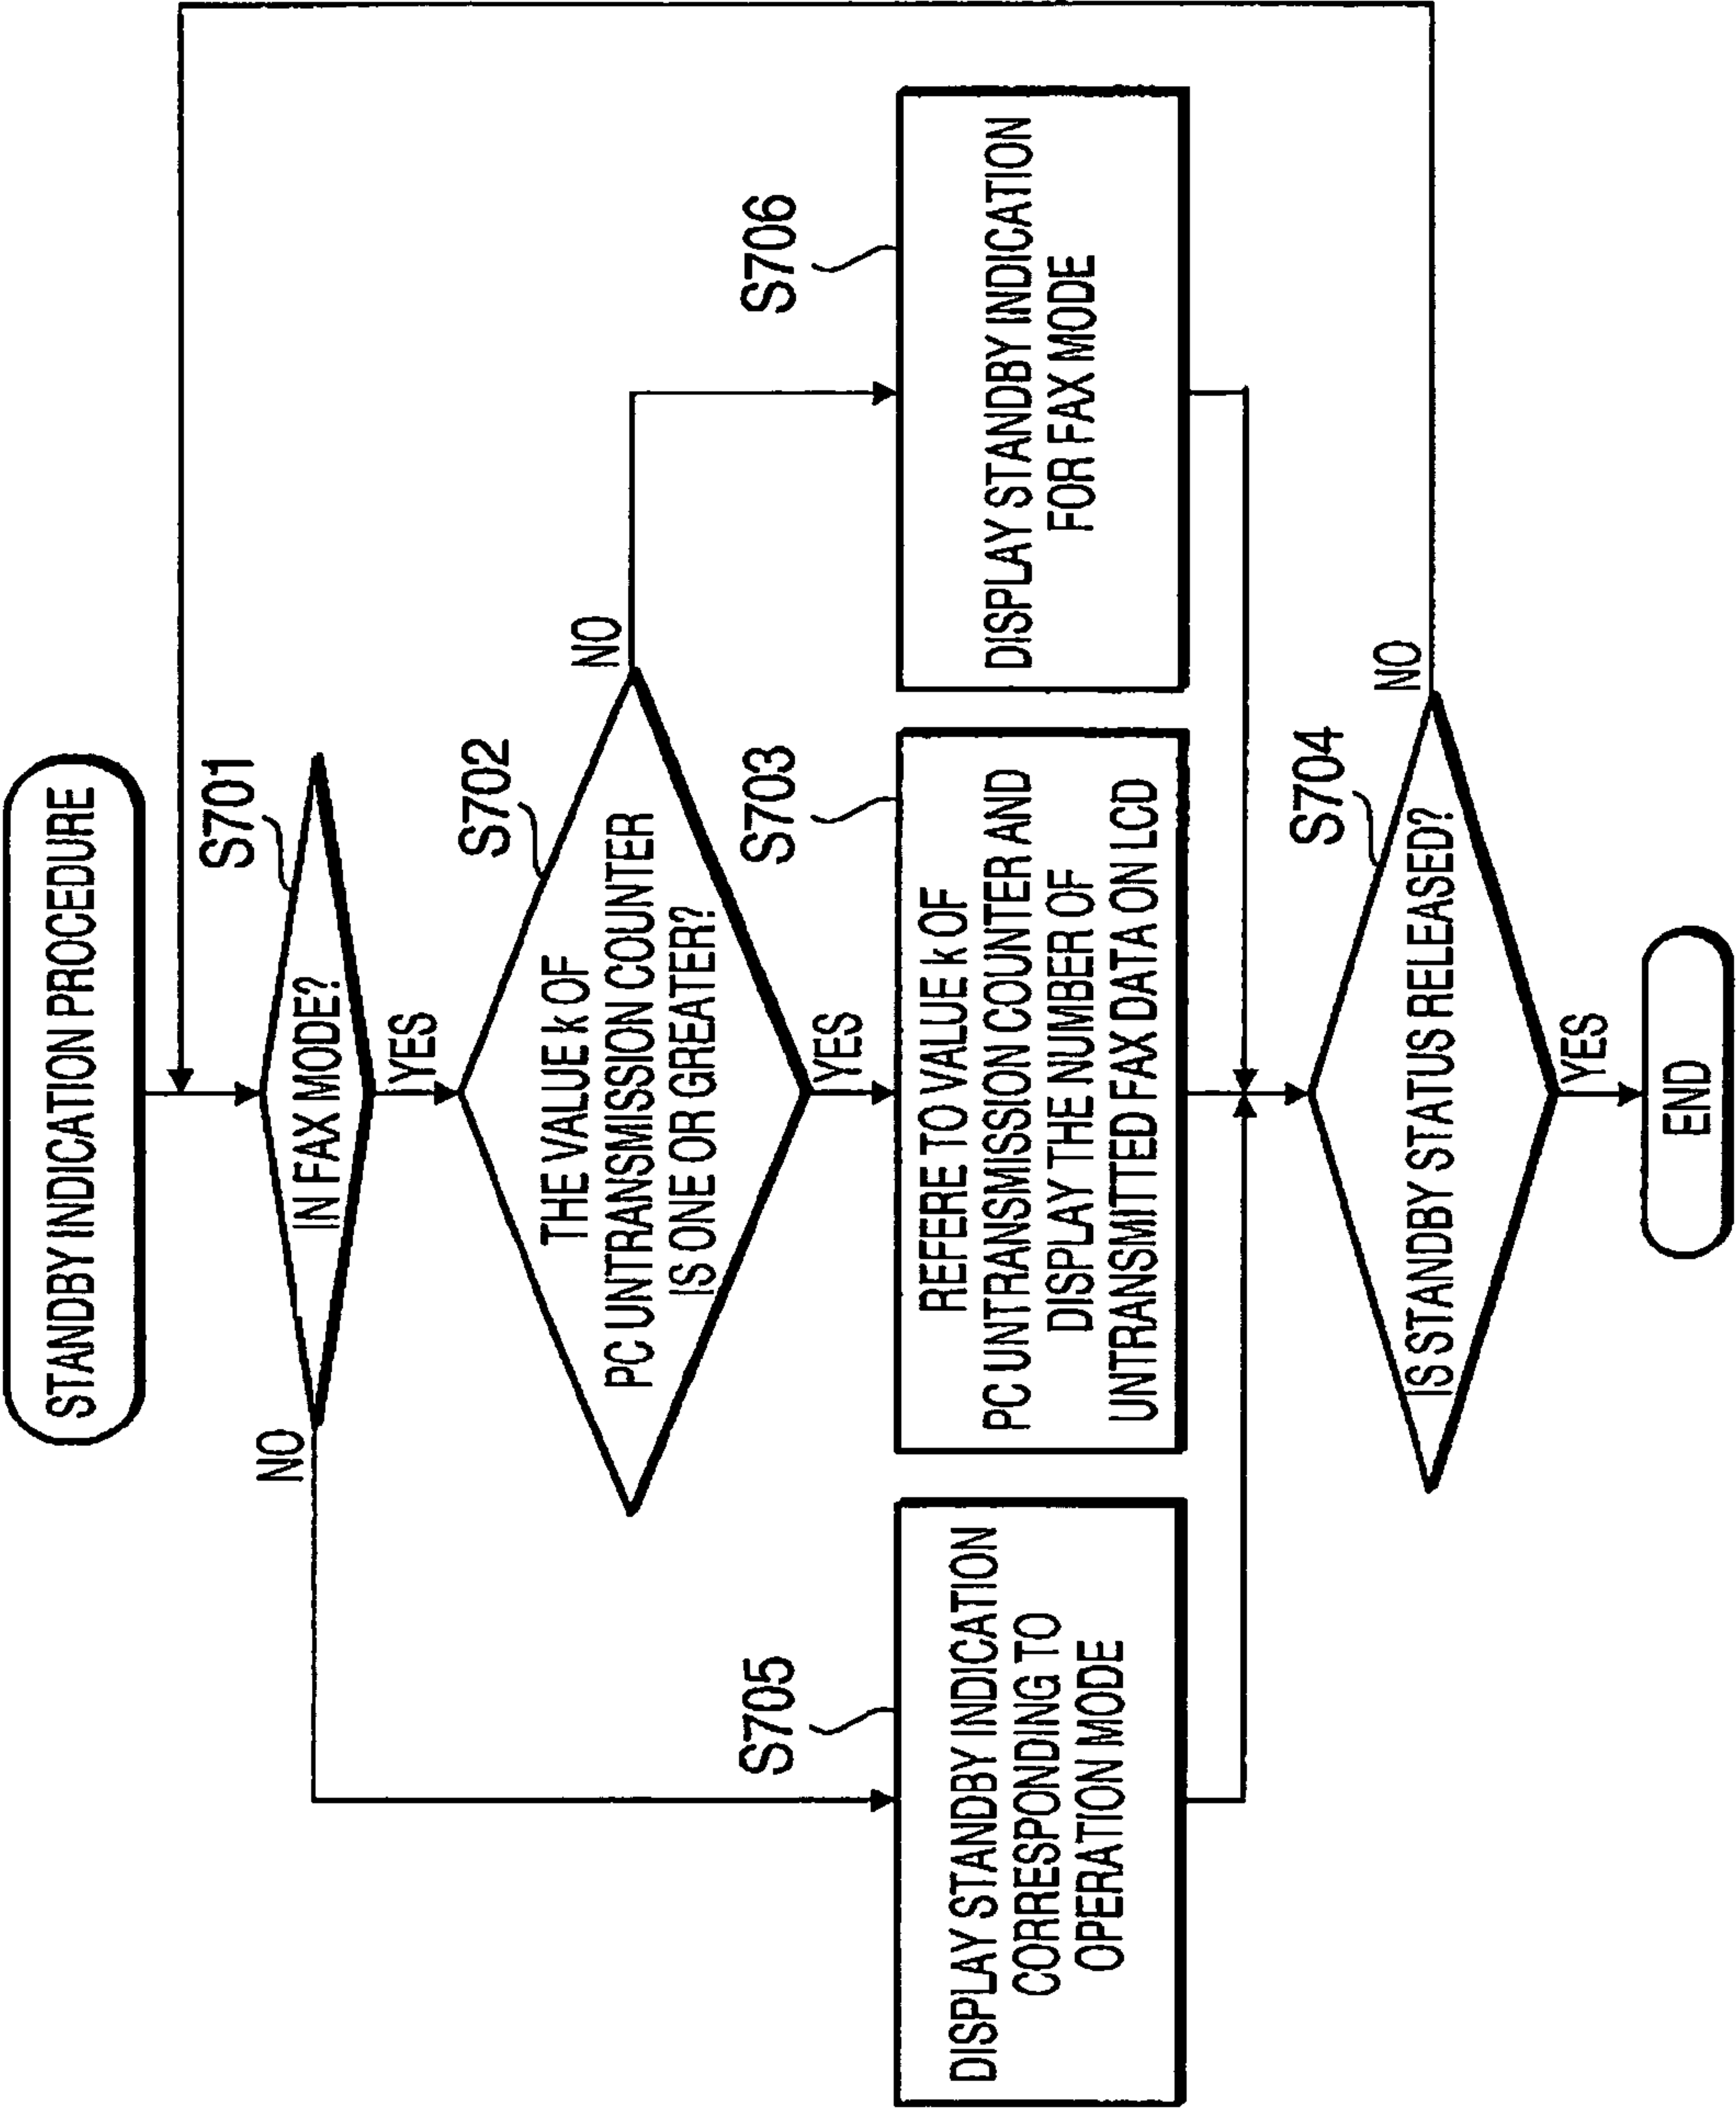 STANDBY INDICATION PROCEDURE
S701
IN FAX MODE?
NO
YES
S702
THE VALUE k OF
PC UNTRANSMISSION COUNTER
IS ONE OR GREATER?
NO
YES
S705
DISPLAY STANDBY INDICATION
CORRESPONDING TO
OPERATION MODE
S703
REFERE TO VALUE k OF
PC UNTRANSMISSION COUNTER AND
DISPLAY THE NUMBER OF
UNTRANSMITTED FAX DATA ON LCD
S706
DISPLAY STANDBY INDICATION
FOR FAX MODE
S704
IS STANDBY STATUS RELEASED?
NO
YES
END